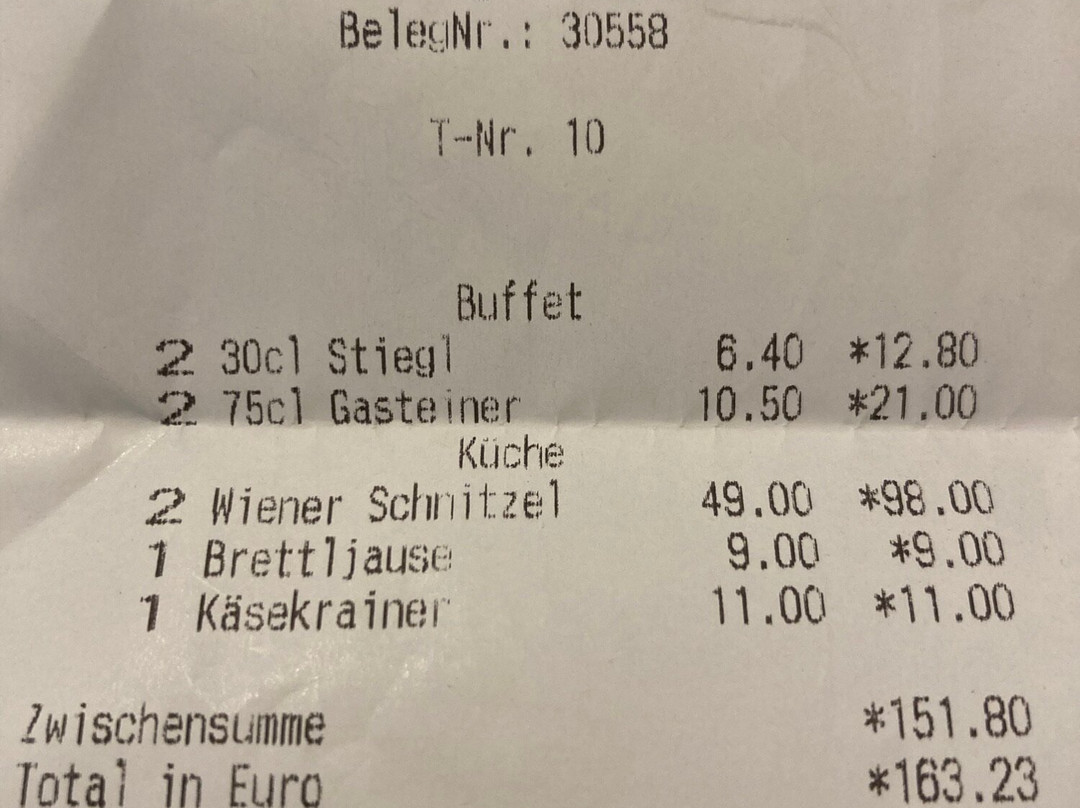 BelegNr.: 30558
T-Nr. 10
Buffet
2 30cl Stiegl 6.40 *12.80
2 75cl Gasteiner 10.50 *21.00
Küche
2 Wiener Schnitzel 49.00 *98.00
1 Brettljause 9.00 *9.00
1 Käsekrainer 11.00 *11.00
Zwischensumme *151.80
Total in Euro *163.23